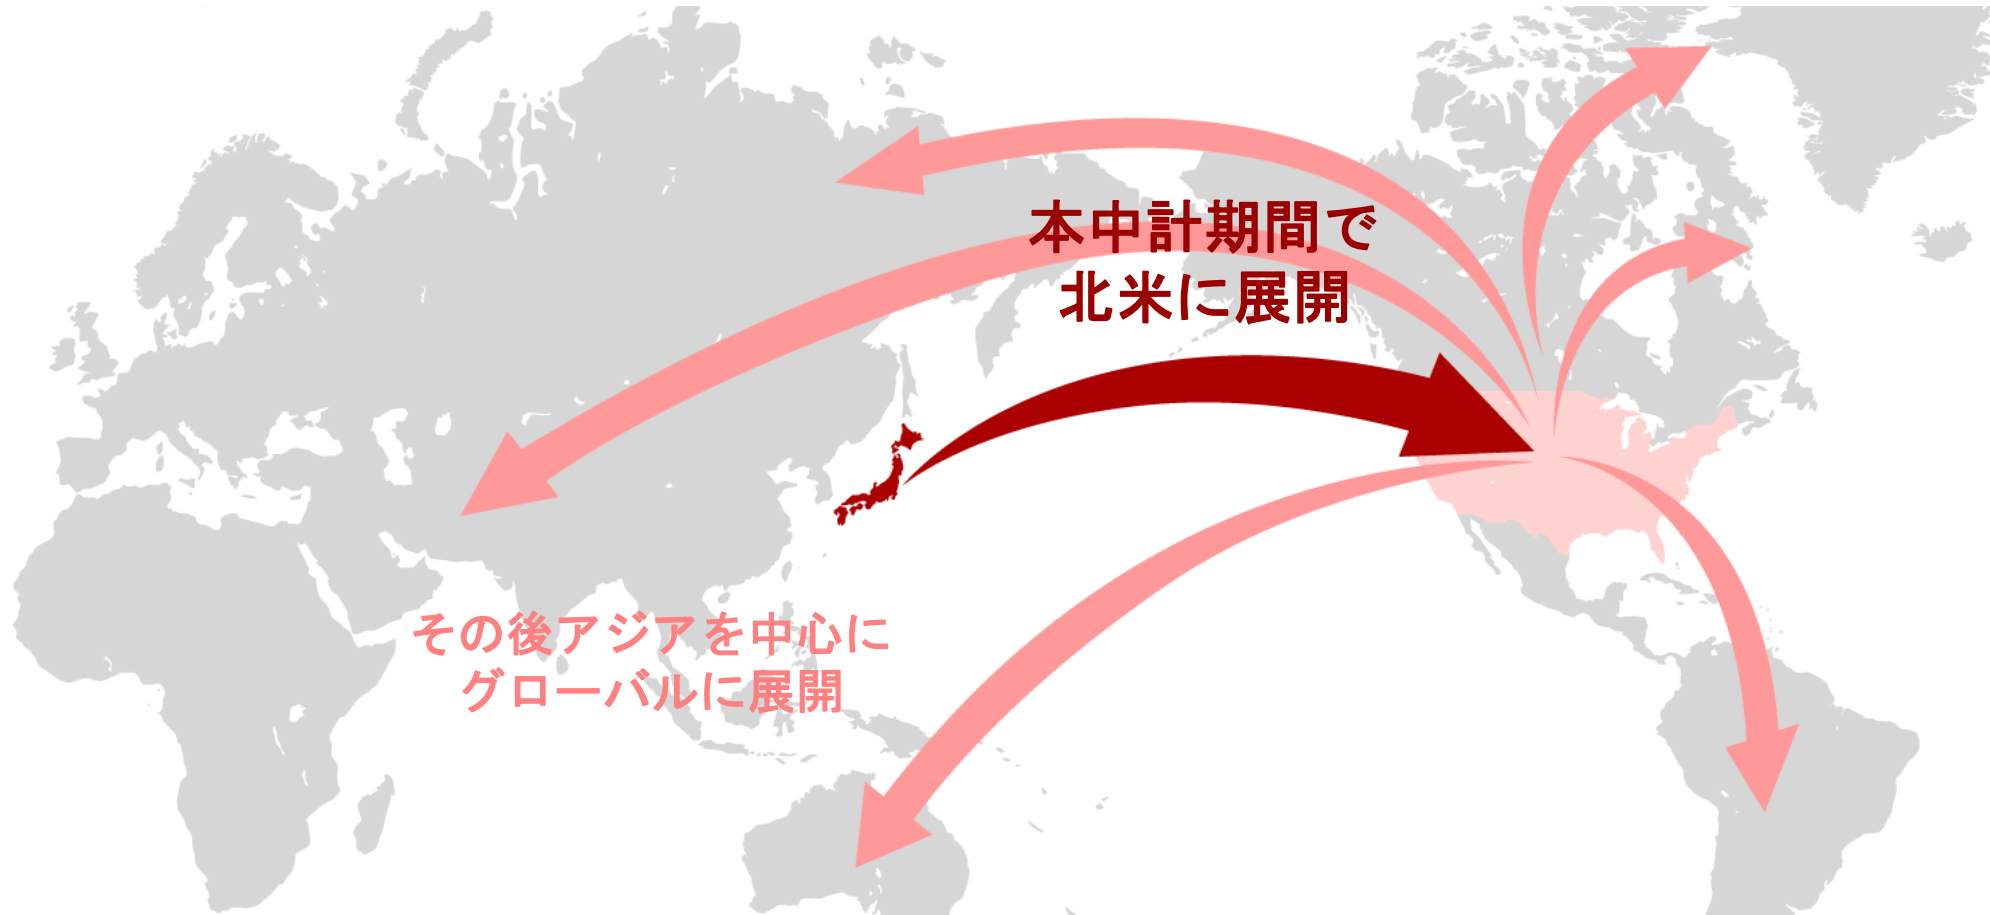 本中計期間で
北米に展開
その後アジアを中心に
グローバルに展開